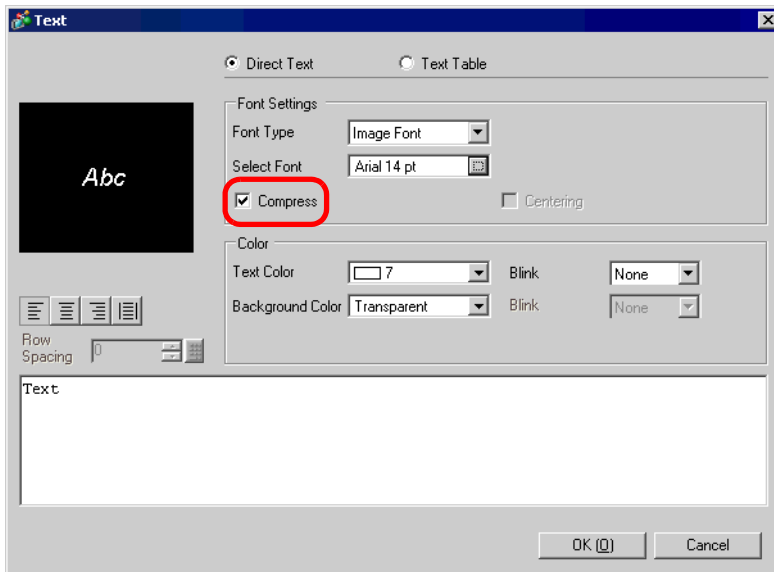 Text
Direct Text Text Table
Font Settings
Font Type Image Font
Abc
Select Font Arial 14 pt
Compress Centering
Color
Text Color 7 Blink None
Background Color Transparent Blink None
Row
Spacing 0
Text
OK (O) Cancel